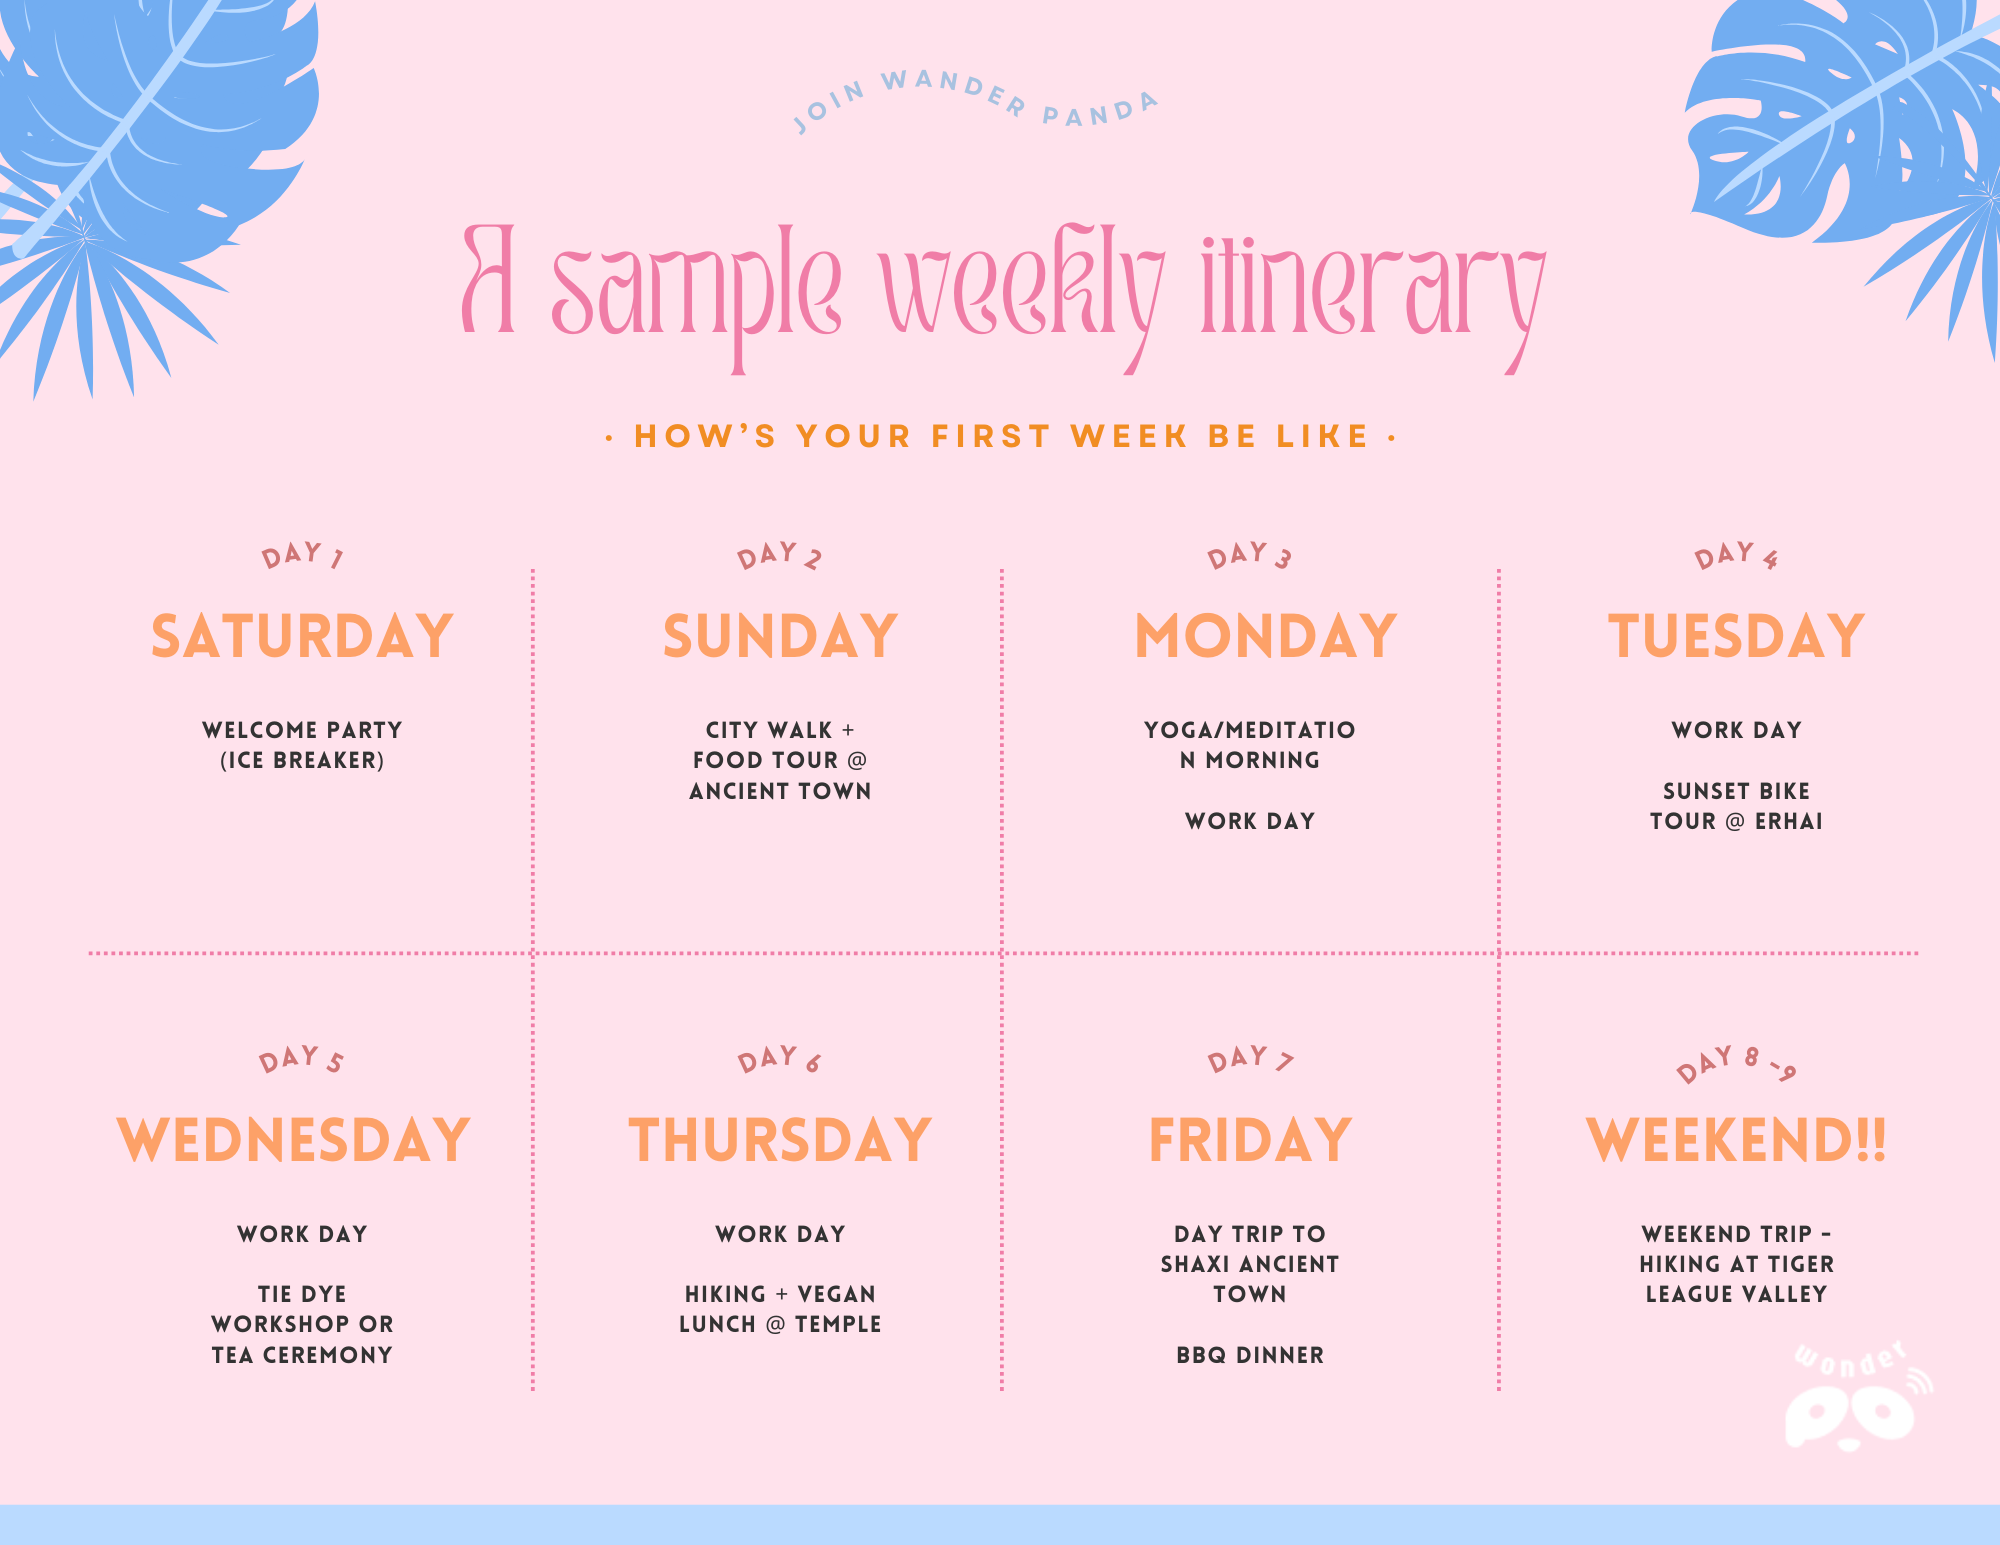 JOIN WANDER PANDA
A sample weekly itinerary
· HOW'S YOUR FIRST WEEK BE LIKE ·
DAY 1
SATURDAY
WELCOME PARTY
(ICE BREAKER)
DAY 2
SUNDAY
CITY WALK +
FOOD TOUR @
ANCIENT TOWN
DAY 3
MONDAY
YOGA/MEDITATIO
N MORNING
WORK DAY
DAY 4
TUESDAY
WORK DAY
SUNSET BIKE
TOUR @ ERHAI
DAY 5
WEDNESDAY
WORK DAY
TIE DYE
WORKSHOP OR
TEA CEREMONY
DAY 6
THURSDAY
WORK DAY
HIKING + VEGAN
LUNCH @ TEMPLE
DAY 7
FRIDAY
DAY TRIP TO
SHAXI ANCIENT
TOWN
BBQ DINNER
DAY 8 -9
WEEKEND!!
WEEKEND TRIP -
HIKING AT TIGER
LEAGUE VALLEY
wonder